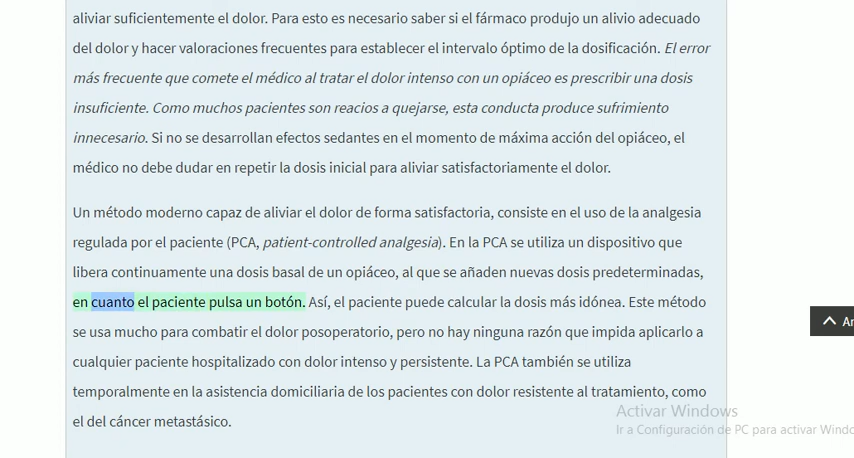 aliviar suficientemente el dolor. Para esto es necesario saber si el fármaco produjo un alivio adecuado
del dolor y hacer valoraciones frecuentes para establecer el intervalo óptimo de la dosificación. El error
más frecuente que comete el médico al tratar el dolor intenso con un opiáceo es prescribir una dosis
insuficiente. Como muchos pacientes son reacios a quejarse, esta conducta produce sufrimiento
innecesario. Si no se desarrollan efectos sedantes en el momento de máxima acción del opiáceo, el
médico no debe dudar en repetir la dosis inicial para aliviar satisfactoriamente el dolor.
Un método moderno capaz de aliviar el dolor de forma satisfactoria, consiste en el uso de la analgesia
regulada por el paciente (PCA, patient-controlled analgesia). En la PCA se utiliza un dispositivo que
libera continuamente una dosis basal de un opiáceo, al que se añaden nuevas dosis predeterminadas,
en cuanto el paciente pulsa un botón. Así, el paciente puede calcular la dosis más idónea. Este método
se usa mucho para combatir el dolor posoperatorio, pero no hay ninguna razón que impida aplicarlo a
cualquier paciente hospitalizado con dolor intenso y persistente. La PCA también se utiliza
temporalmente en la asistencia domiciliaria de los pacientes con dolor resistente al tratamiento, como
el del cáncer metastásico.
Ar
Activar Windows
Ir a Configuración de PC para activar Windo